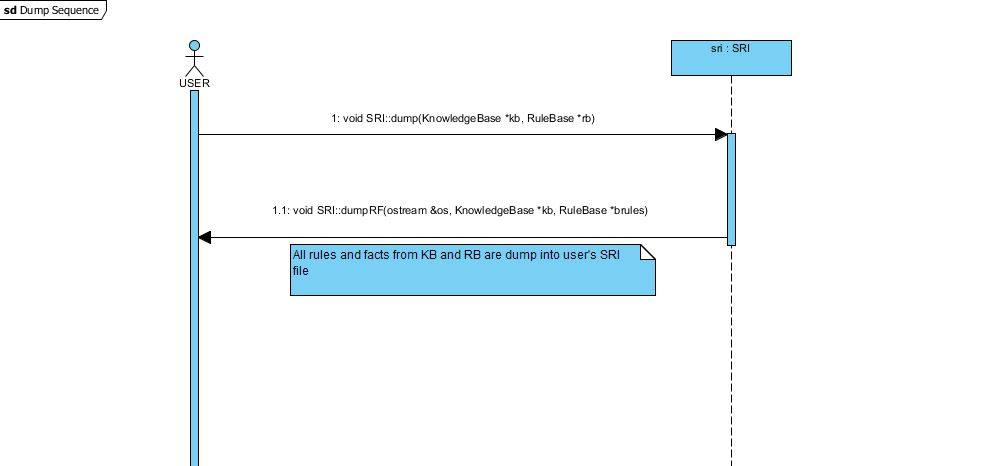 sd Dump Sequence
sri : SRI
USER
1: void SRI::dump(KnowledgeBase *kb, RuleBase *rb)
1.1: void SRI::dumpRF(ostream &os, KnowledgeBase *kb, RuleBase *brules)
All rules and facts from KB and RB are dump into user's SRI
file